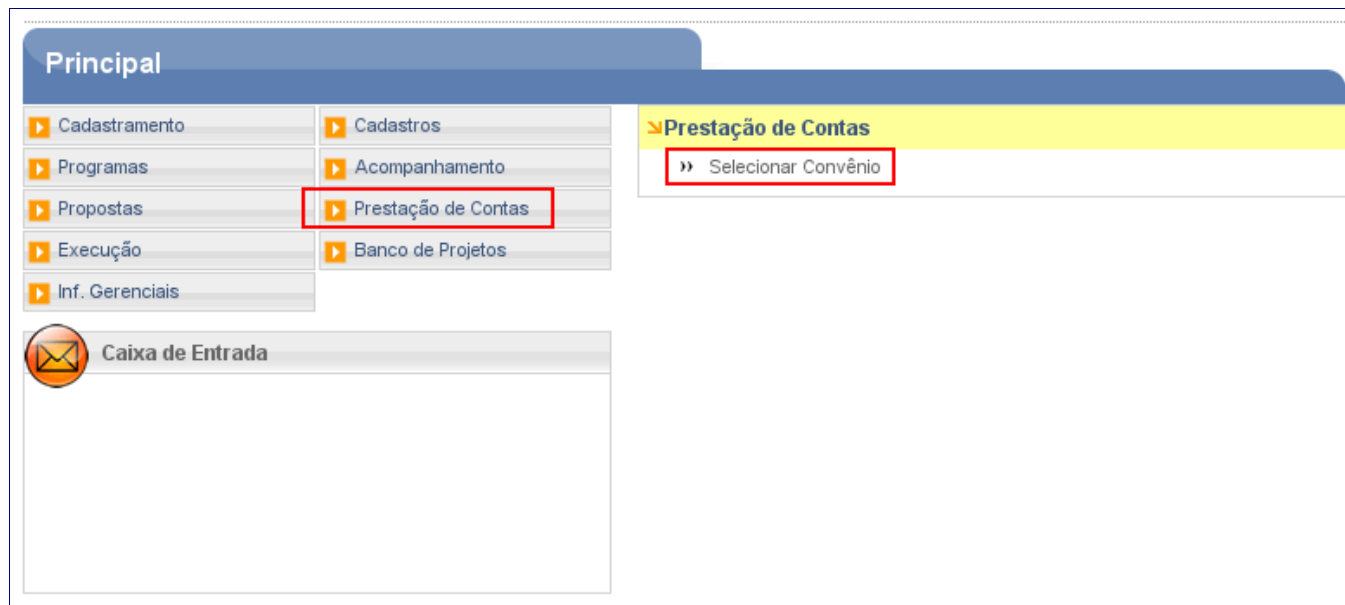 Principal
Cadastramento
Cadastros
Programas
Acompanhamento
Propostas
Prestação de Contas
Execução
Banco de Projetos
Inf. Gerenciais
Caixa de Entrada
Prestação de Contas
Selecionar Convênio